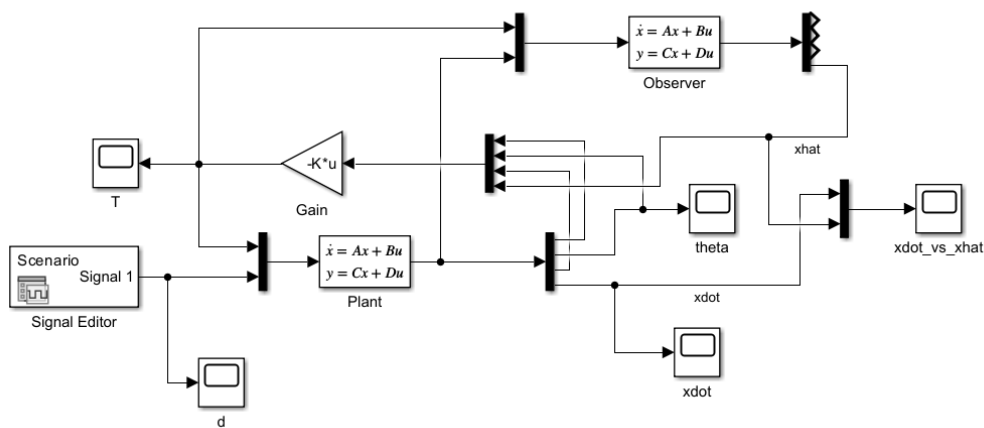 ẋ = Ax + Bu
y = Cx + Du
Observer
xhat
-K*u
Gain
T
theta
xdot_vs_xhat
Scenario
Signal 1
Signal Editor
ẋ = Ax + Bu
y = Cx + Du
Plant
xdot
xdot
d